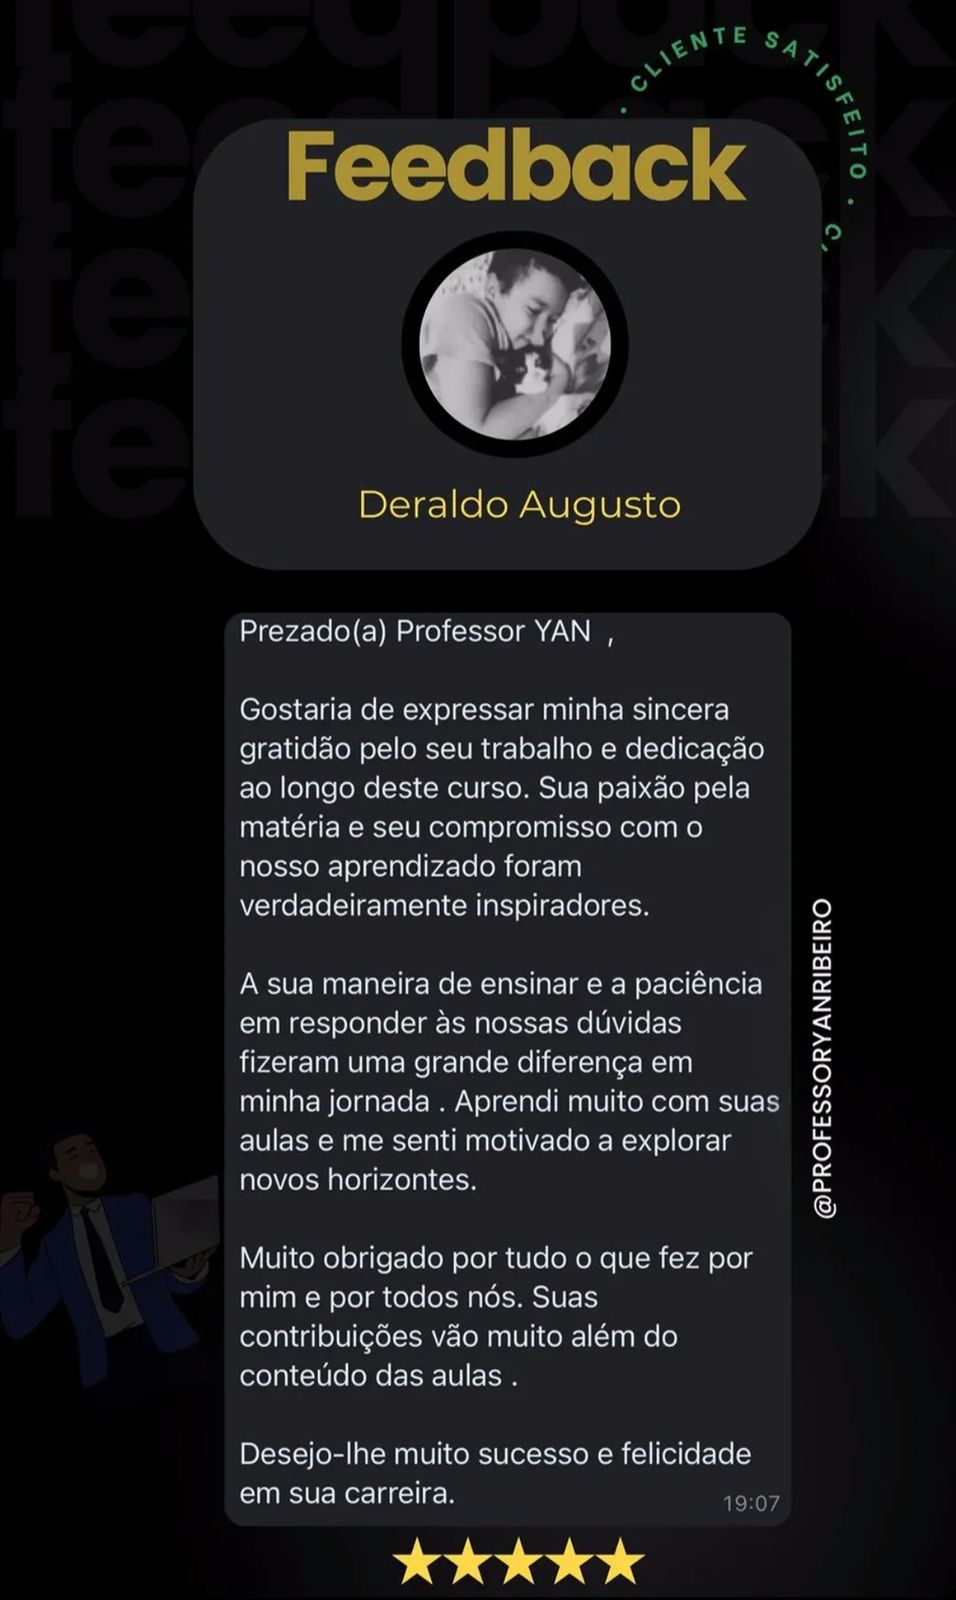 feedback
feedback
feedback
feedback
· CLIENTE SATISFEITO ·
Feedback
Deraldo Augusto
Prezado(a) Professor YAN ,
Gostaria de expressar minha sincera
gratidão pelo seu trabalho e dedicação
ao longo deste curso. Sua paixão pela
matéria e seu compromisso com o
nosso aprendizado foram
verdadeiramente inspiradores.
A sua maneira de ensinar e a paciência
em responder às nossas dúvidas
fizeram uma grande diferença em
minha jornada . Aprendi muito com suas
aulas e me senti motivado a explorar
novos horizontes.
Muito obrigado por tudo o que fez por
mim e por todos nós. Suas
contribuições vão muito além do
conteúdo das aulas .
Desejo-lhe muito sucesso e felicidade
em sua carreira.
19:07
@PROFESSORYANRIBEIRO